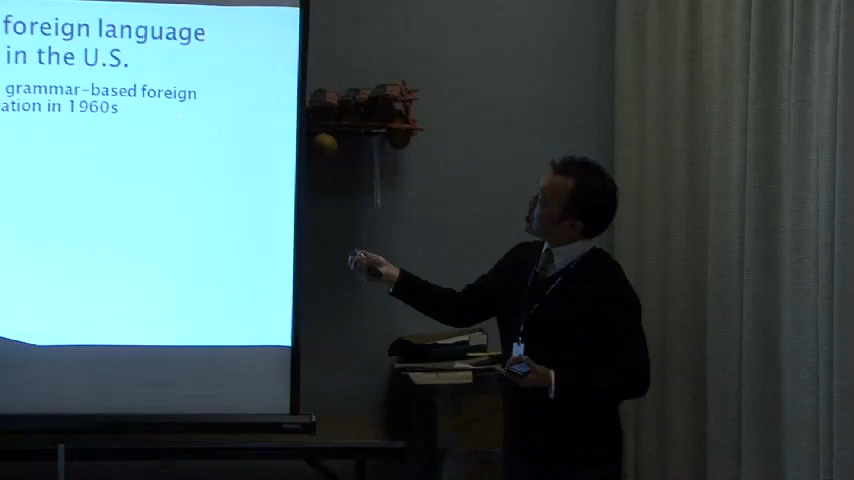 foreign language
in the U.S.
grammar-based foreign
ation in 1960s